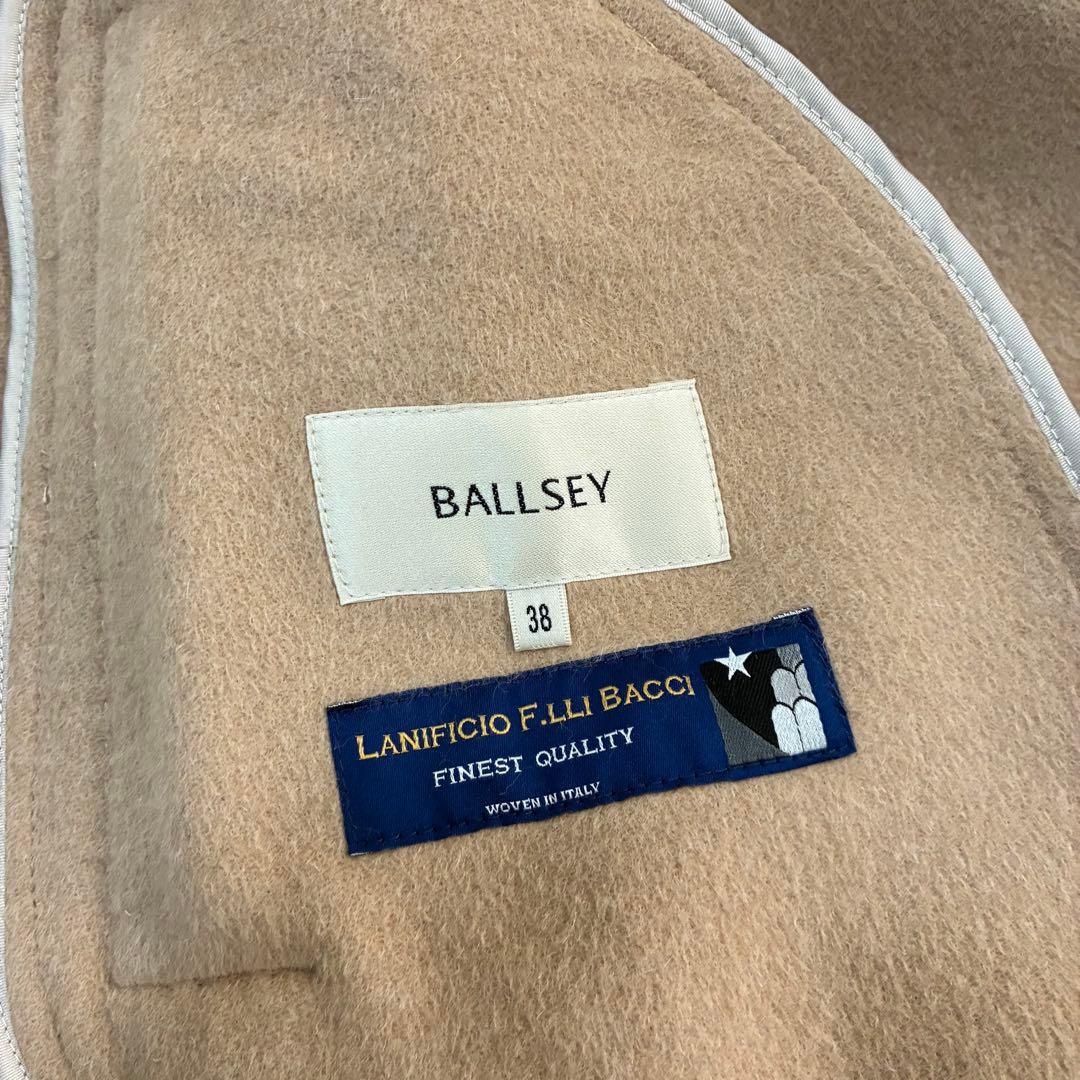 BALLSEY
38
LANIFICIO F.LLI BACCI
FINEST QUALITY
WOVEN IN ITALY